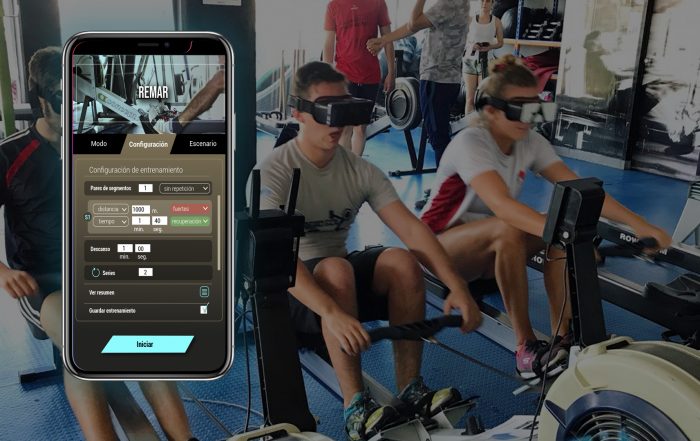 REMAR
Modo Configuración Escenario
Configuración de entrenamiento
Pares de segmentos 1 sin repetición
S1 distancia 1000 m. fuertes
tiempo 1 40 recuperación
min. seg.
Descanso 1 00
min. seg.
Series 2
Ver resumen
Guardar entrenamiento
Iniciar